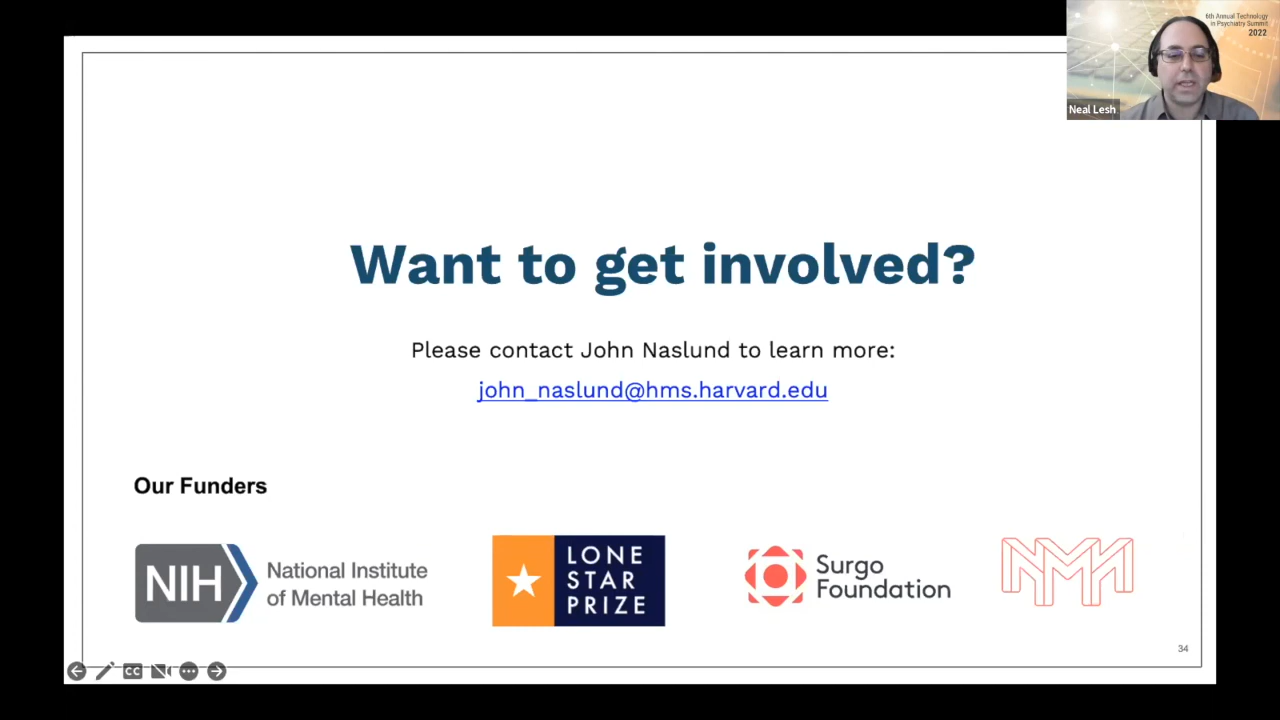 6th Annual Technology
in Psychiatry Summit
2022
Neal Lesh
Want to get involved?
Please contact John Naslund to learn more:
john_naslund@hms.harvard.edu
Our Funders
NIH
National Institute
of Mental Health
LONE
STAR
PRIZE
Surgo
Foundation
34
CC